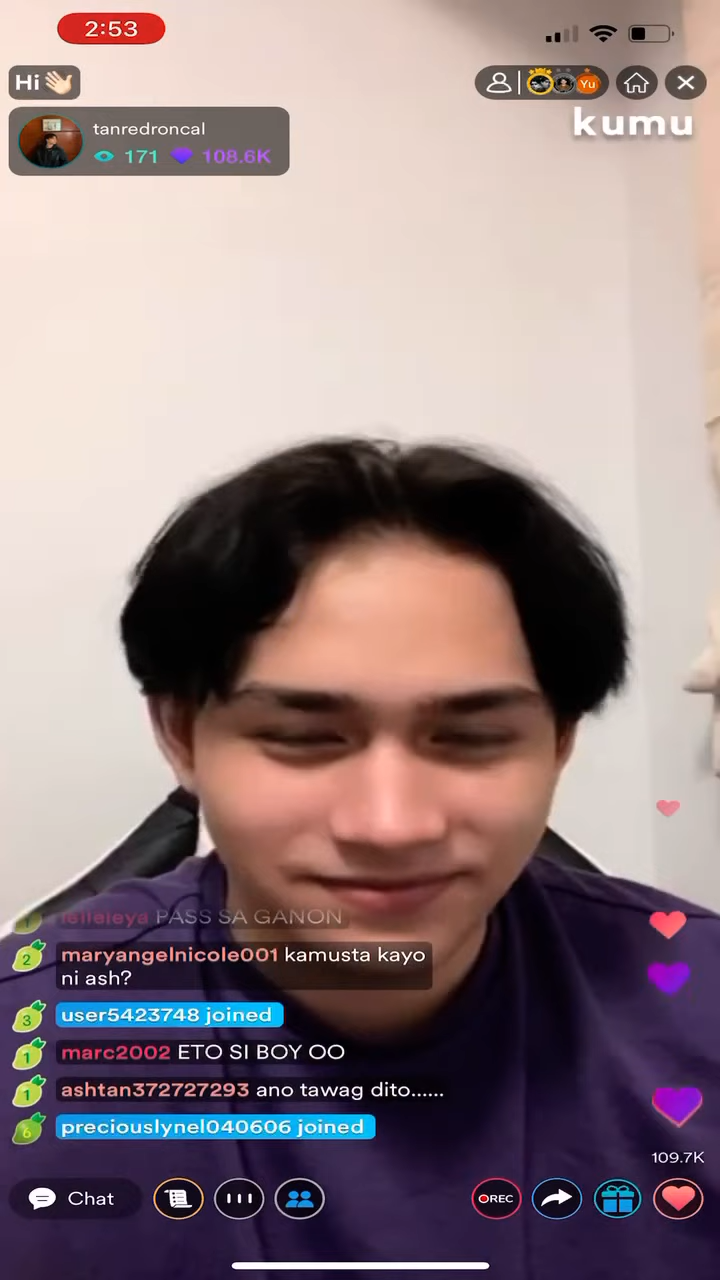 2:53
Hi 👋
Yu
kumu
tanredroncal
171 108.6K
lelleleya PASS SA GANON
2 maryangelnicole001 kamusta kayo
ni ash?
3 user5423748 joined
1 marc2002 ETO SI BOY OO
1 ashtan372727293 ano tawag dito......
6 preciouslynel040606 joined
109.7K
Chat
REC